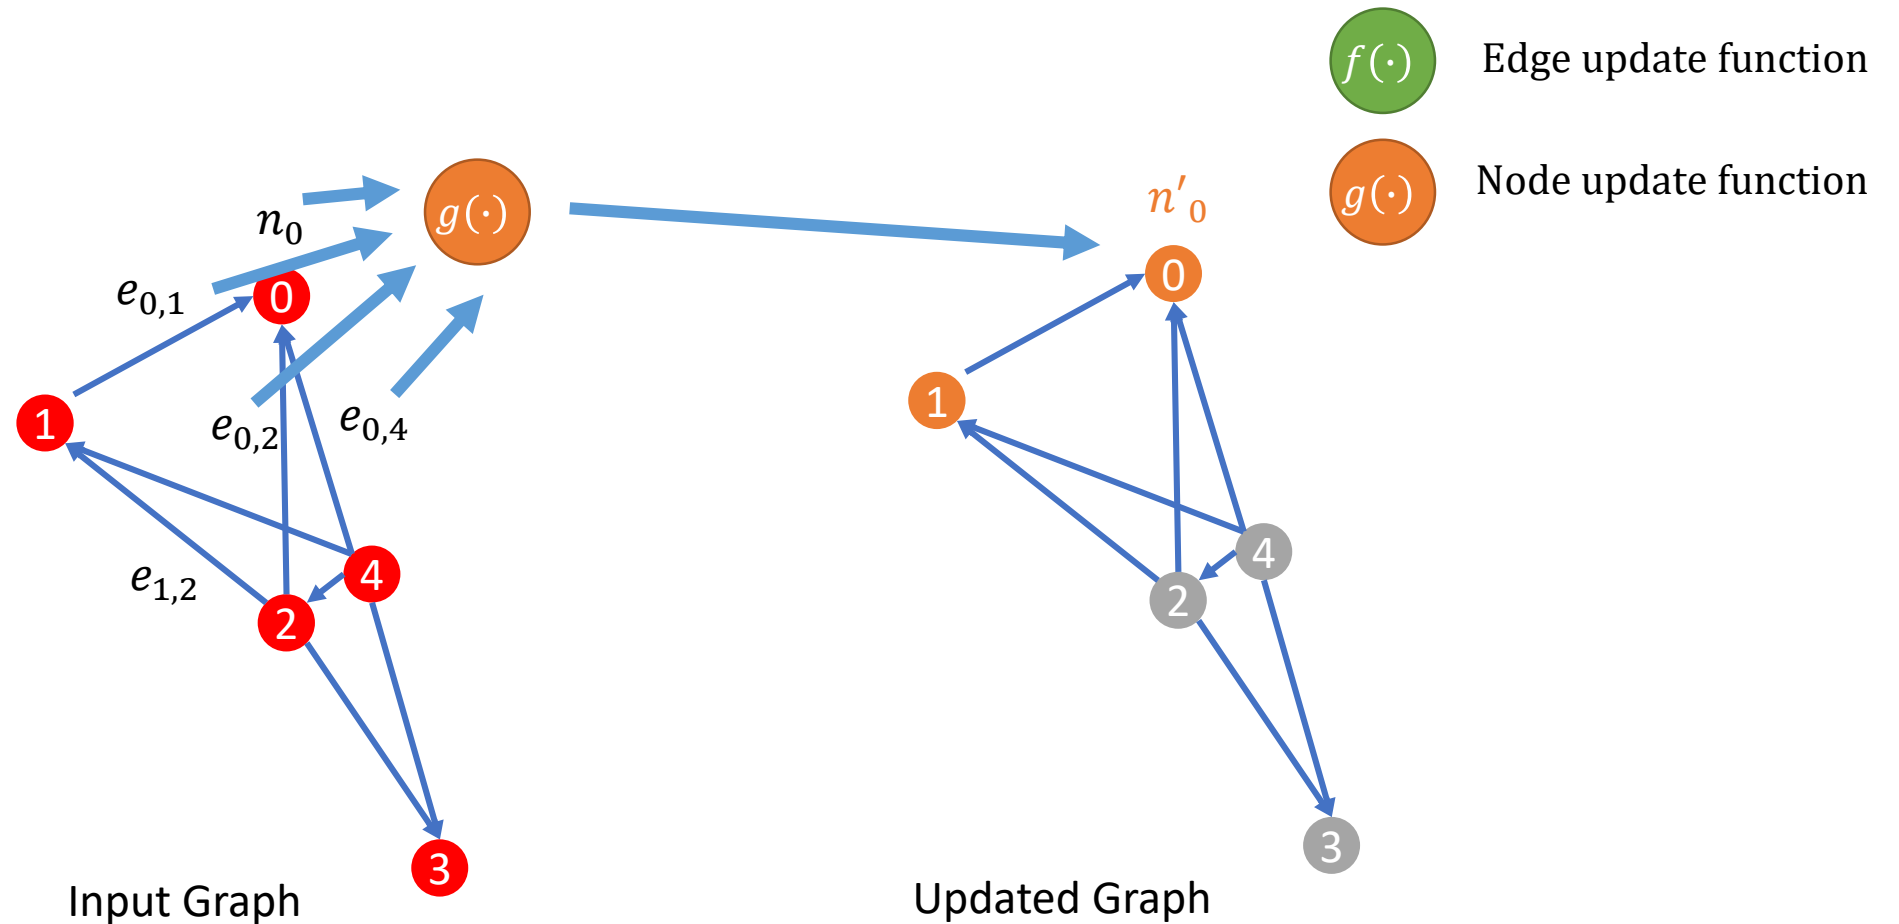 f(·) Edge update function
g(·) Node update function
g(·)
n₀
n′₀
e₀,₁
0
0
1
1
e₀,₂
e₀,₄
e₁,₂
4
4
2
2
3
3
Input Graph
Updated Graph